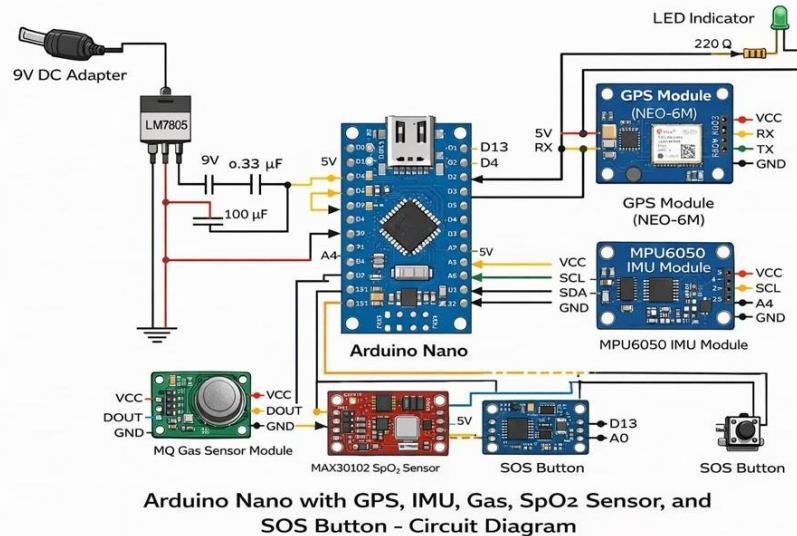 LED Indicator
220 Ω
9V DC Adapter
LM7805
9V
0.33 µF
100 µF
5V
A4
D13
D4
5V
Arduino Nano
GPS Module
(NEO-6M)
5V
RX
VCC
RX
TX
GND
GPS Module
(NEO-6M)
VCC
SCL
SDA
GND
MPU6050
IMU Module
VCC
SCL
A4
GND
MPU6050 IMU Module
VCC
DOUT
GND
VCC
DOUT
GND
MQ Gas Sensor Module
5V
MAX30102 SpO₂ Sensor
D13
A0
SOS Button
SOS Button
Arduino Nano with GPS, IMU, Gas, SpO2 Sensor, and
SOS Button - Circuit Diagram